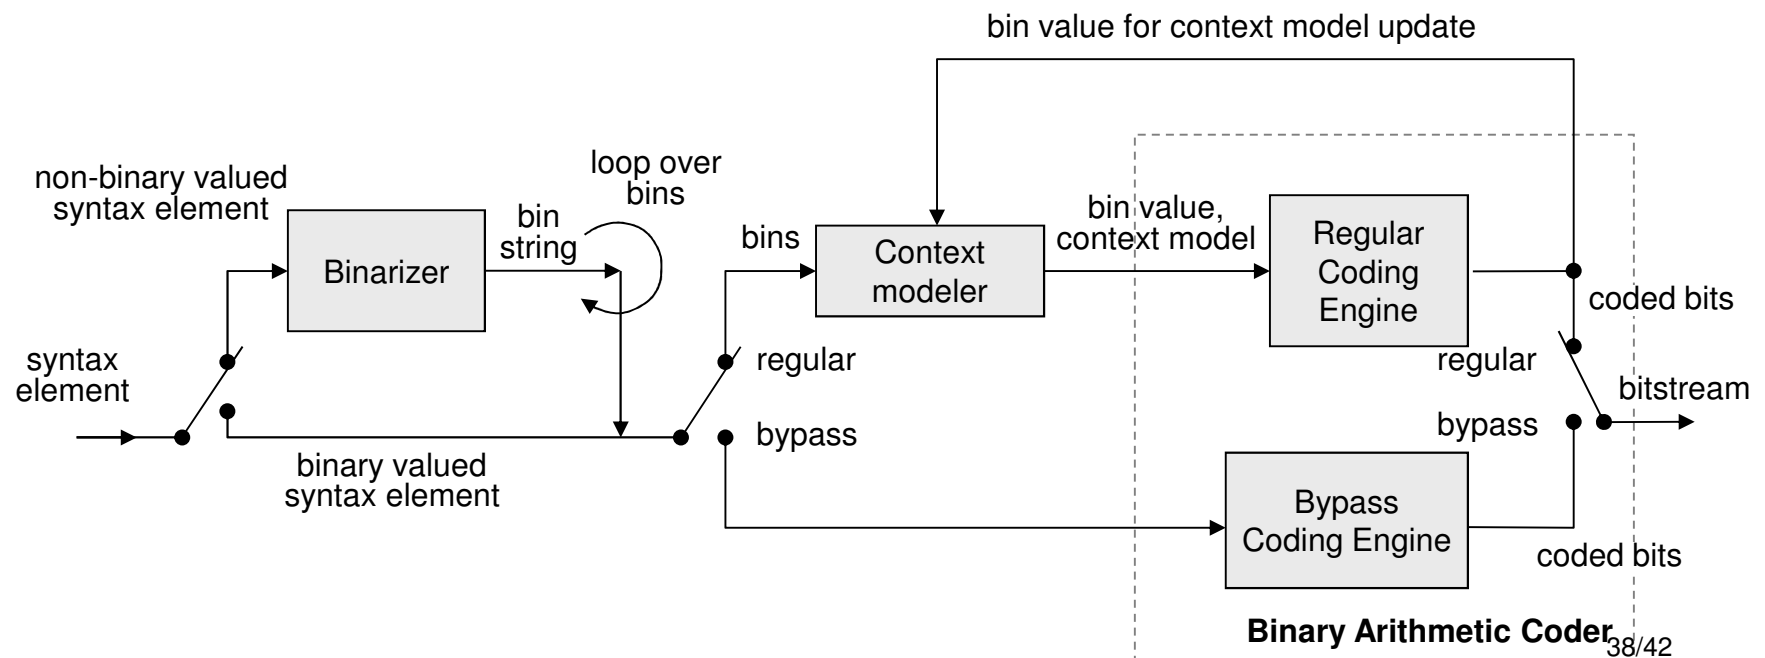 bin value for context model update
non-binary valued
syntax element
loop over
bins
bin
string
Binarizer
bins
Context
modeler
bin value,
context model
Regular
Coding
Engine
coded bits
syntax
element
regular
regular
bitstream
bypass
bypass
binary valued
syntax element
Bypass
Coding Engine
coded bits
Binary Arithmetic Coder
38/42